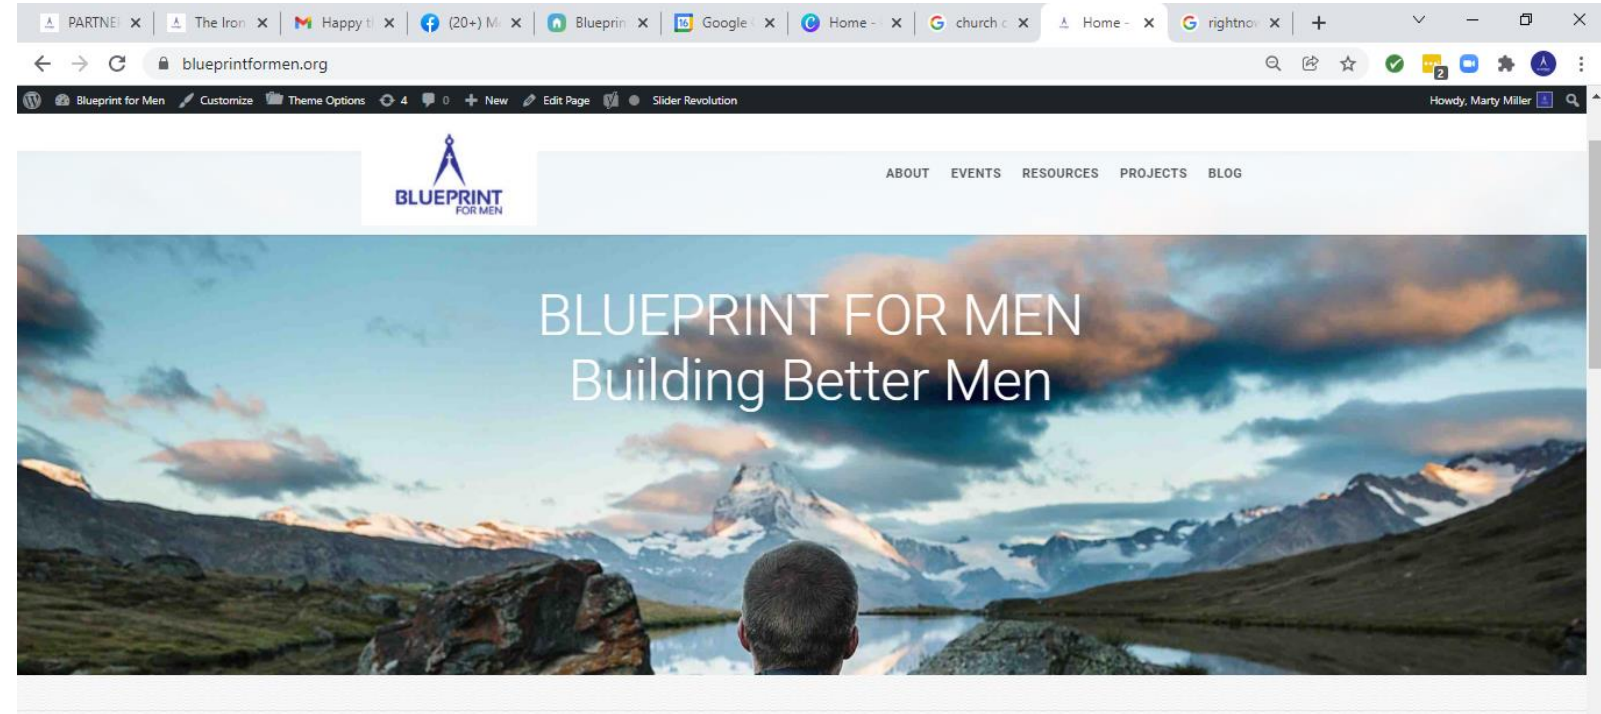 PARTNE The Iron Happy t (20+) M Blueprin Google Home - church c Home - rightnov
blueprintformen.org
2
Blueprint for Men Customize Theme Options 4 0 + New Edit Page Slider Revolution Howdy, Marty Miller
BLUEPRINT
FOR MEN
ABOUT EVENTS RESOURCES PROJECTS BLOG
BLUEPRINT FOR MEN
Building Better Men